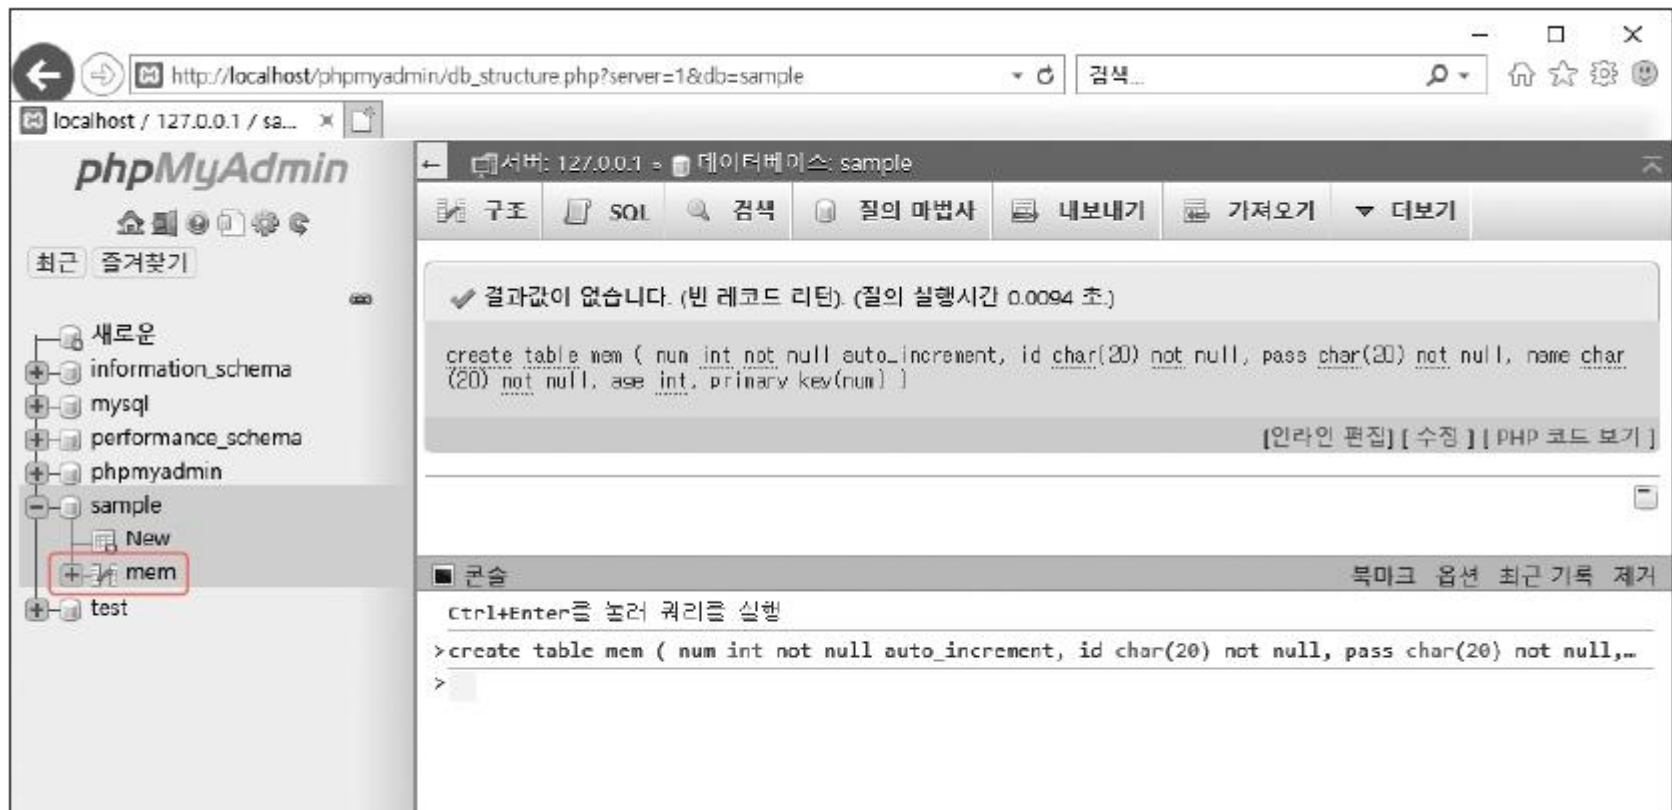 http://localhost/phpmyadmin/db_structure.php?server=1&db=sample
검색...
localhost / 127.0.0.1 / sa...
phpMyAdmin
최근 즐겨찾기
새로운
information_schema
mysql
performance_schema
phpmyadmin
sample
New
mem
test
서버: 127.0.0.1 » 데이터베이스: sample
구조 SQL 검색 질의 마법사 내보내기 가져오기 더보기
결과값이 없습니다. (빈 레코드 리턴). (질의 실행시간 0.0094 초.)
create table mem ( num int not null auto_increment, id char(20) not null, pass char(20) not null, name char
(20) not null, age int, primary key(num) )
[인라인 편집] [ 수정 ] [ PHP 코드 보기 ]
콘솔 북마크 옵션 최근 기록 제거
Ctrl+Enter를 눌러 쿼리를 실행
>create table mem ( num int not null auto_increment, id char(20) not null, pass char(20) not null,…
>